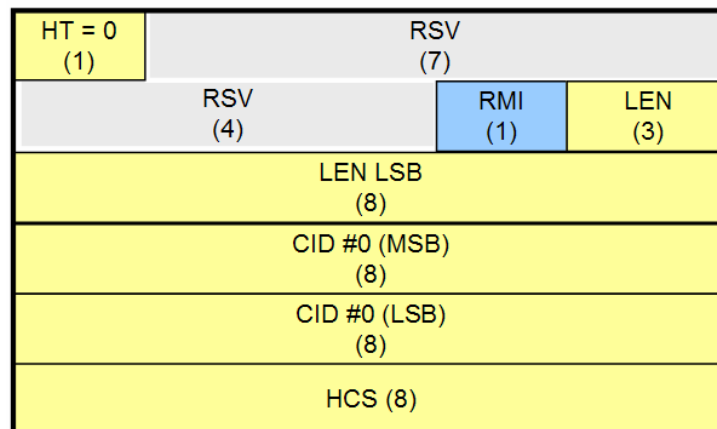 HT = 0
(1)
RSV
(7)
RSV
(4)
RMI
(1)
LEN
(3)
LEN LSB
(8)
CID #0 (MSB)
(8)
CID #0 (LSB)
(8)
HCS (8)